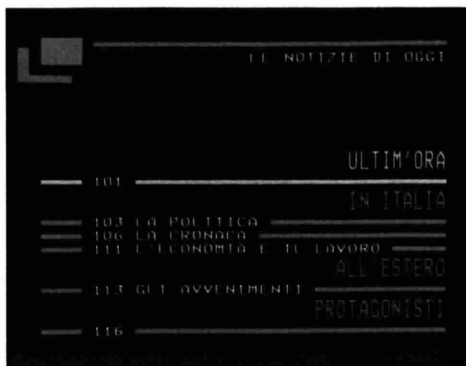 LE NOTIZIE DI OGGI
ULTIM'ORA
101
IN ITALIA
103 LA POLITICA
106 LA CRONACA
111 L'ECONOMIA E IL LAVORO
ALL'ESTERO
113 GLI AVVENIMENTI
PROTAGONISTI
116